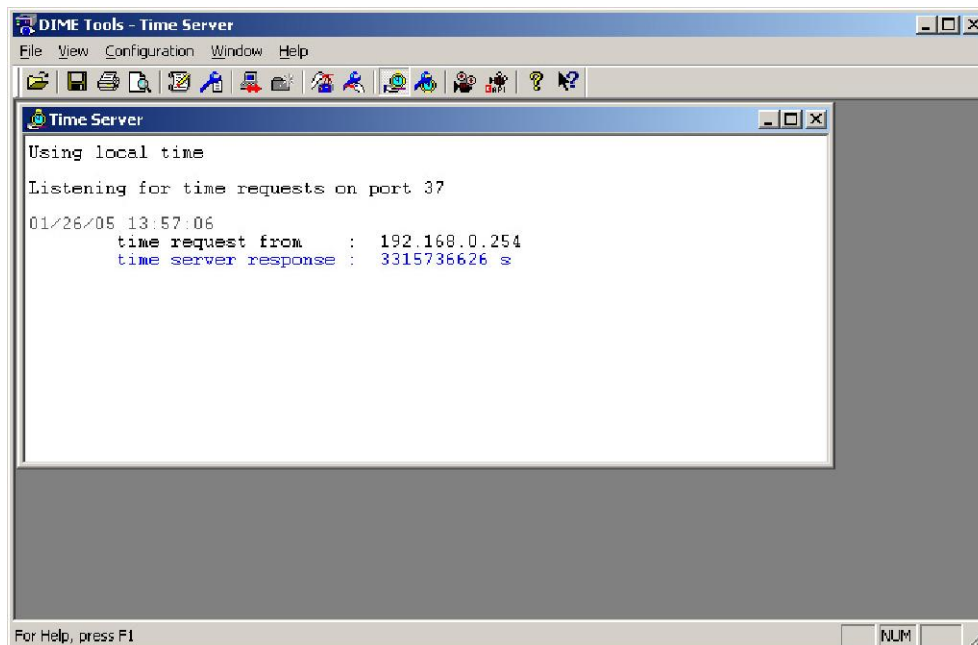 DIME Tools - Time Server
File View Configuration Window Help
Time Server
Using local time
Listening for time requests on port 37
01/26/05 13:57:06
time request from : 192.168.0.254
time server response : 3315736626 s
For Help, press F1
NUM